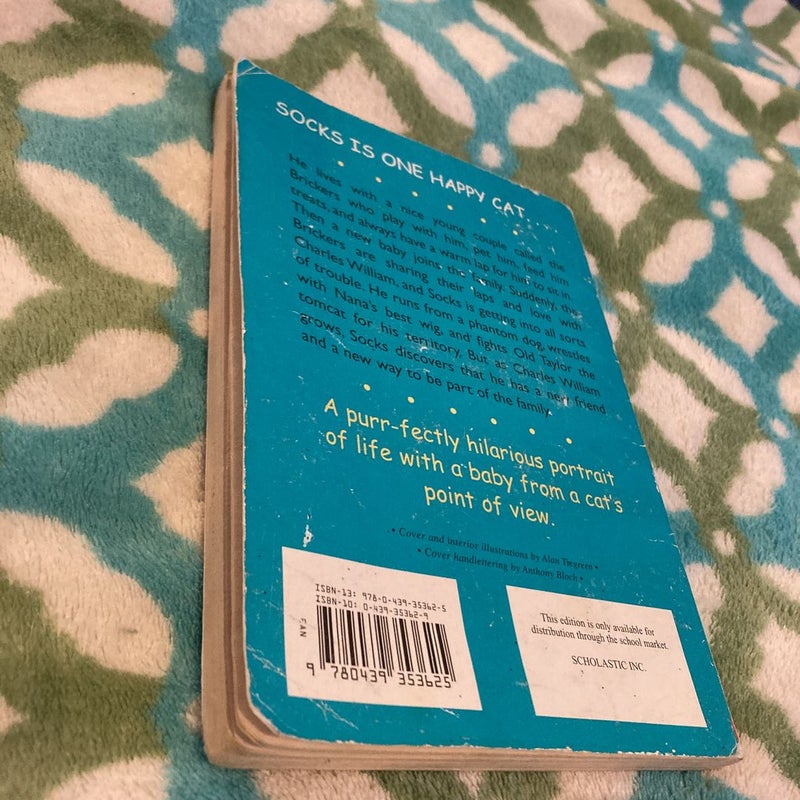 SOCKS IS ONE HAPPY CAT.
He lives with a nice young couple called the
Brickers who play with him, pet him, feed him
treats, and always have a warm lap for him to sit in.
Then a new baby joins the family. Suddenly, the
Brickers are sharing their laps and love with
Charles William, and Socks is getting into all sorts
of trouble. He runs from a phantom dog, wrestles
with Nana's best wig, and fights Old Taylor the
tomcat for his territory. But as Charles William
grows, Socks discovers that he has a new friend
and a new way to be part of the family.
A purr-fectly hilarious portrait
of life with a baby from a cat's
point of view.
• Cover and interior illustrations by Alan Tiegreen •
• Cover handlettering by Anthony Bloch •
ISBN-13: 978-0-439-35362-5
ISBN-10: 0-439-35362-9
EAN
9 780439 353625
This edition is only available for
distribution through the school market.
SCHOLASTIC INC.